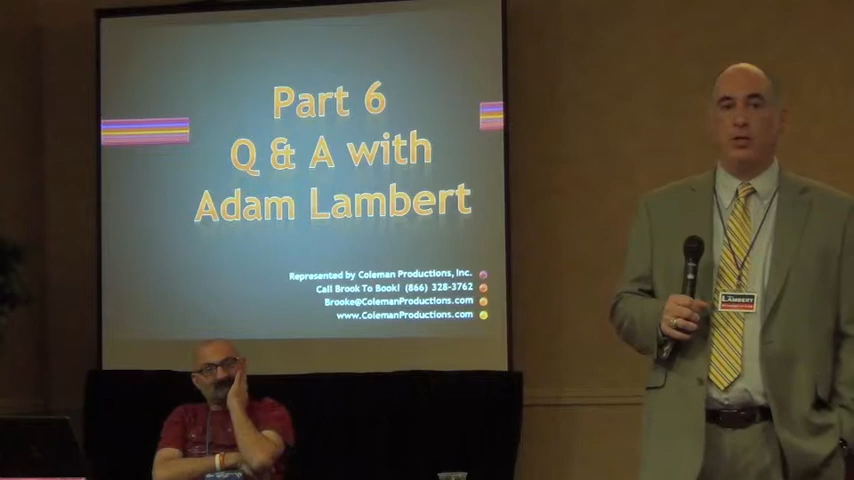 Part 6
Q & A with
Adam Lambert
Represented by Coleman Productions, Inc.
Call Brook To Book! (866) 328-3762
Brooke@ColemanProductions.com
www.ColemanProductions.com
LAMBERT